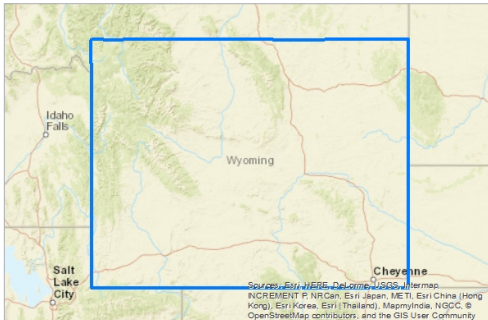 Idaho
Falls
Wyoming
Salt
Lake
City
Cheyenne
Sources: Esri, HERE, DeLorme, USGS, Intermap,
INCREMENT P, NRCan, Esri Japan, METI, Esri China (Hong
Kong), Esri Korea, Esri (Thailand), MapmyIndia, NGCC, ©
OpenStreetMap contributors, and the GIS User Community